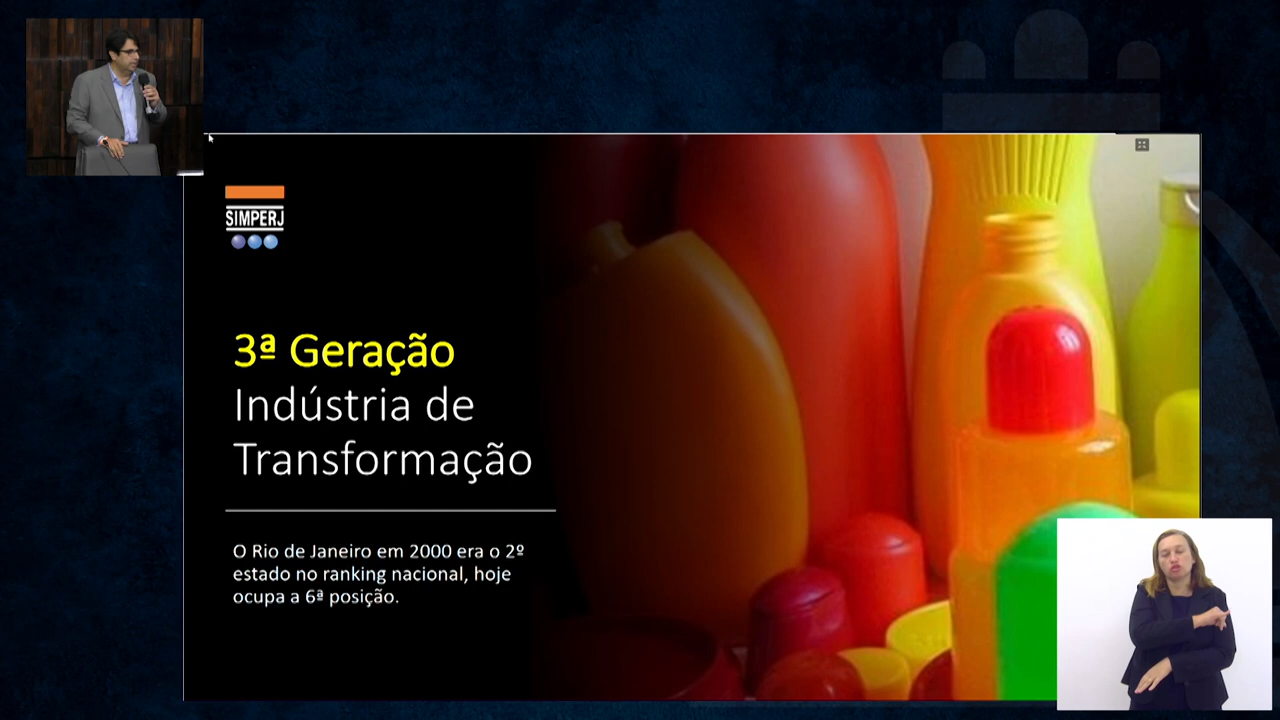 SIMPERJ
3ª Geração
Indústria de
Transformação
O Rio de Janeiro em 2000 era o 2º
estado no ranking nacional, hoje
ocupa a 6ª posição.